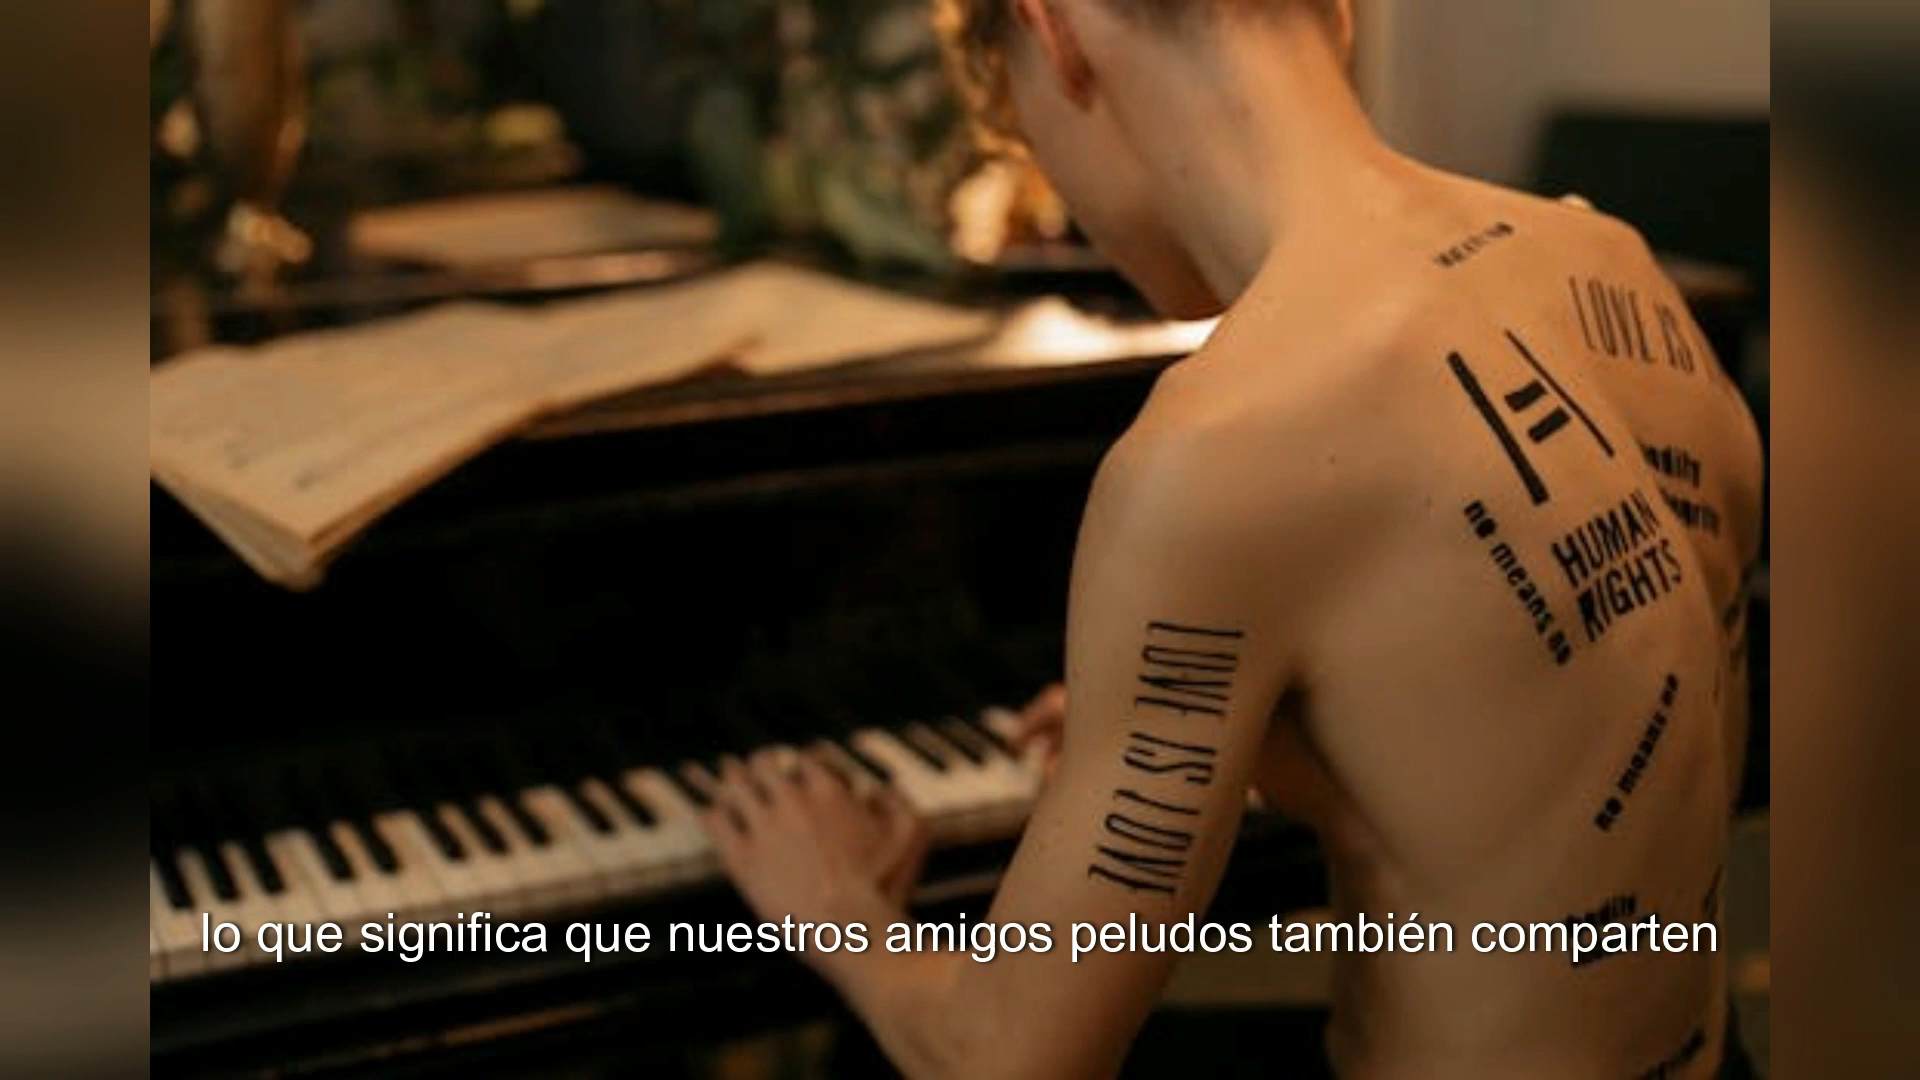 LOVE IS
HUMAN
RIGHTS
no means no
no means no
LOVE IS LOVE
lo que significa que nuestros amigos peludos también comparten